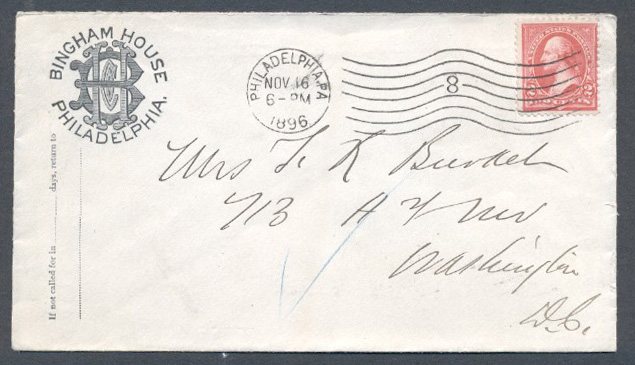 BINGHAM HOUSE
PHILADELPHIA.
PHILADELPHIA, PA
NOV 16
6-PM
1896
8
If not called for in days, return to
Mrs F K
713 H
Washington
D.C.